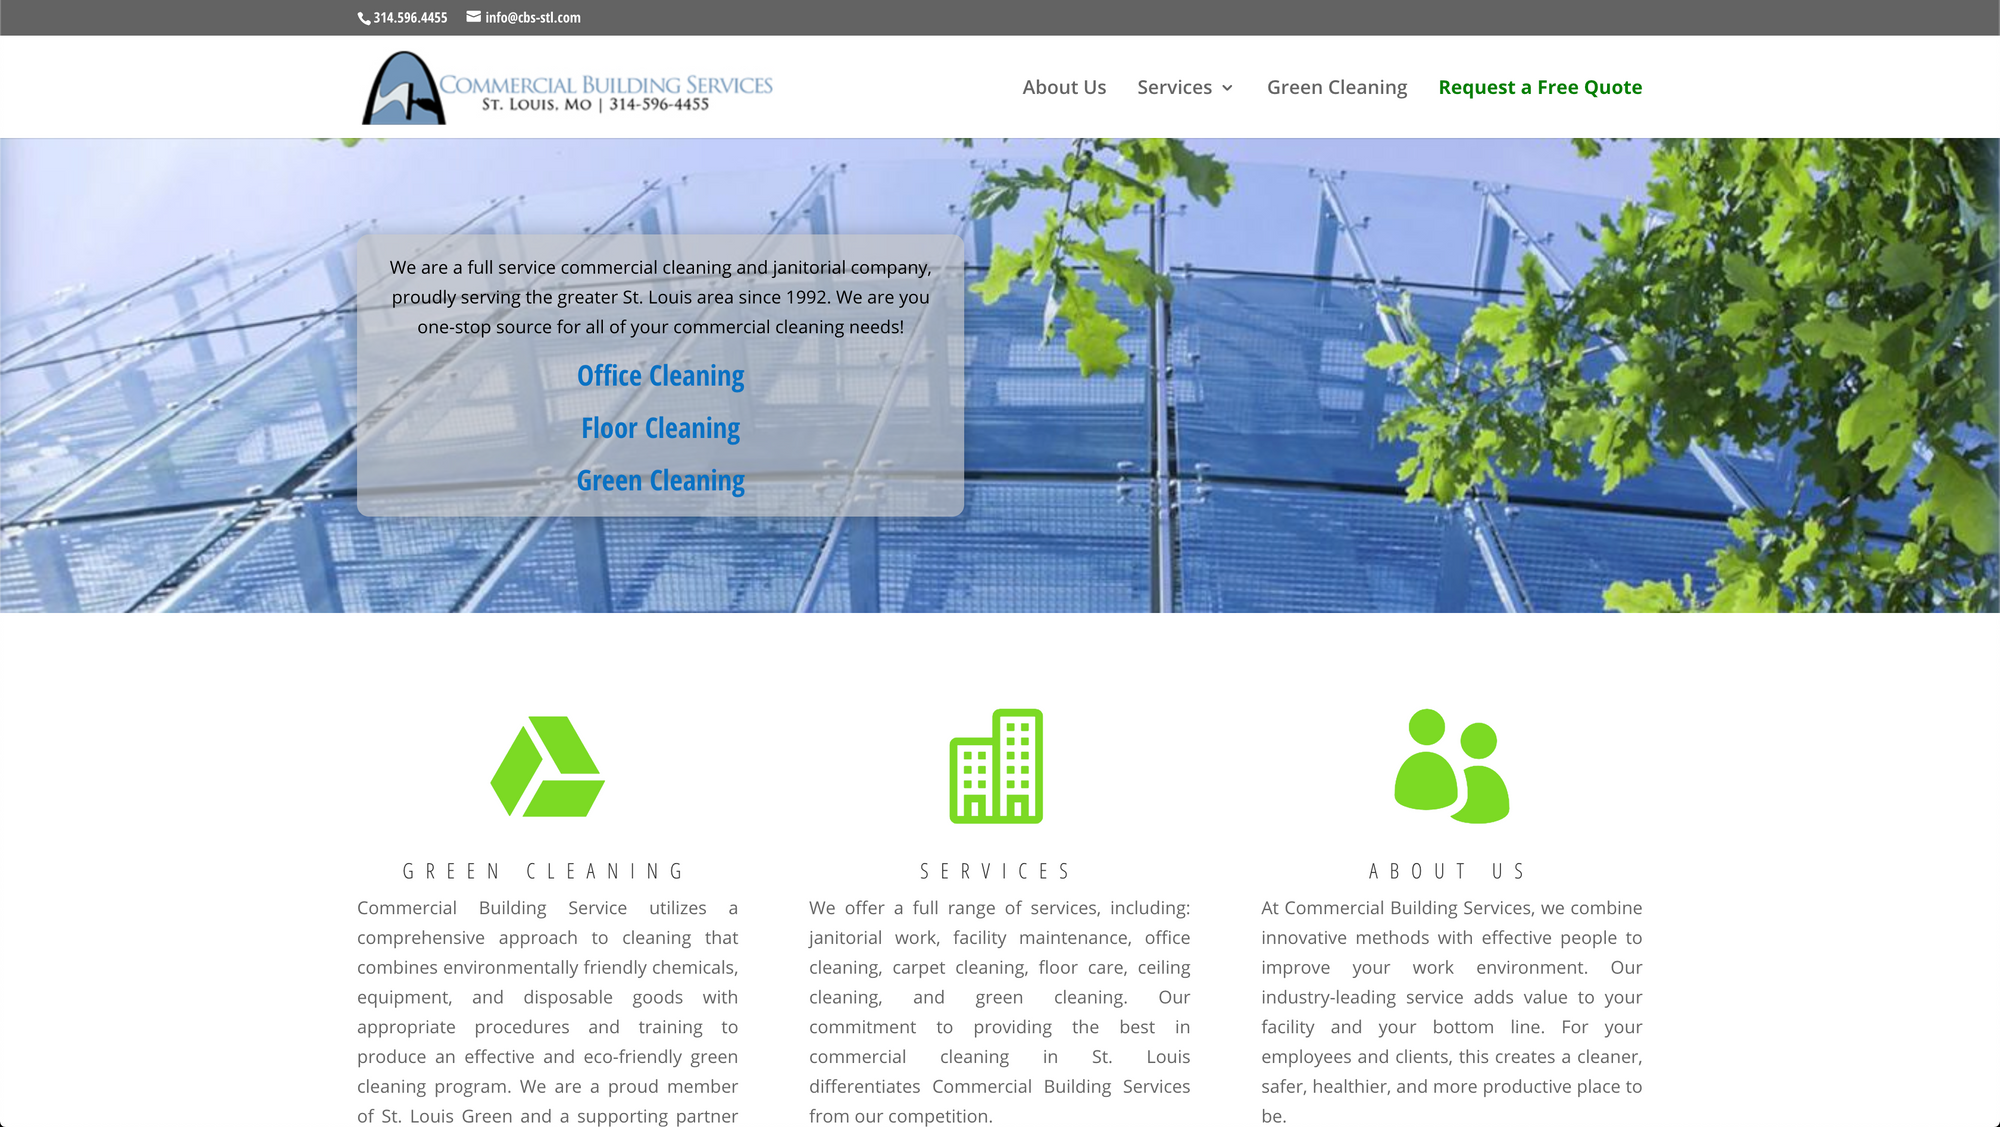 314.596.4455 info@cbs-stl.com
COMMERCIAL BUILDING SERVICES
ST. LOUIS, MO | 314-596-4455
About Us Services Green Cleaning Request a Free Quote
We are a full service commercial cleaning and janitorial company,
proudly serving the greater St. Louis area since 1992. We are you
one-stop source for all of your commercial cleaning needs!
Office Cleaning
Floor Cleaning
Green Cleaning
GREEN CLEANING
Commercial Building Service utilizes a
comprehensive approach to cleaning that
combines environmentally friendly chemicals,
equipment, and disposable goods with
appropriate procedures and training to
produce an effective and eco-friendly green
cleaning program. We are a proud member
of St. Louis Green and a supporting partner
SERVICES
We offer a full range of services, including:
janitorial work, facility maintenance, office
cleaning, carpet cleaning, floor care, ceiling
cleaning, and green cleaning. Our
commitment to providing the best in
commercial cleaning in St. Louis
differentiates Commercial Building Services
from our competition.
ABOUT US
At Commercial Building Services, we combine
innovative methods with effective people to
improve your work environment. Our
industry-leading service adds value to your
facility and your bottom line. For your
employees and clients, this creates a cleaner,
safer, healthier, and more productive place to
be.